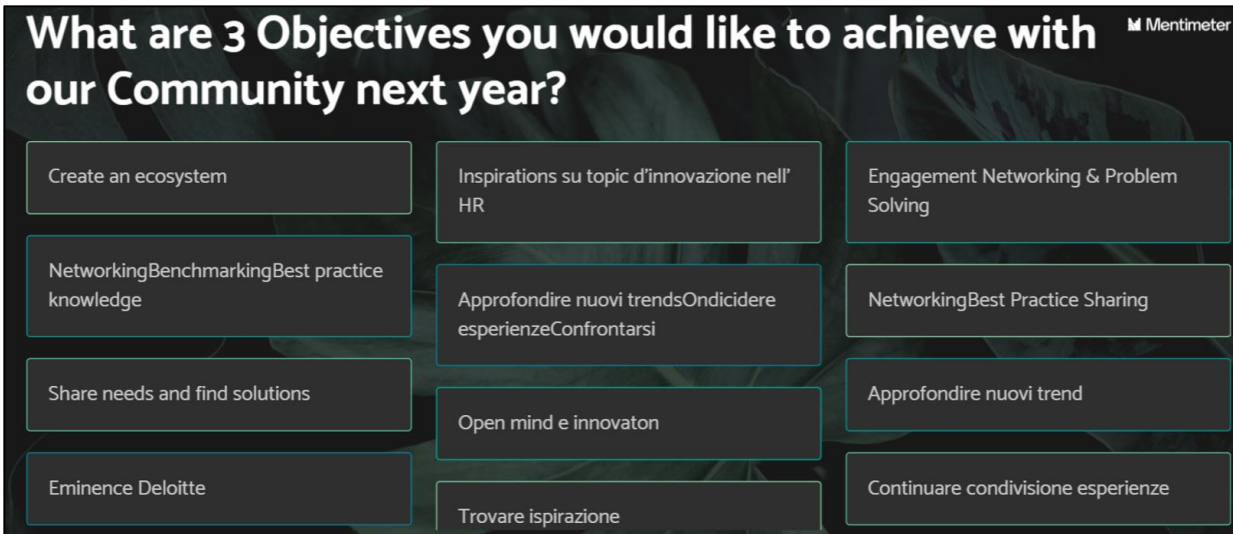 What are 3 Objectives you would like to achieve with
our Community next year?
Mentimeter
Create an ecosystem
NetworkingBenchmarkingBest practice
knowledge
Share needs and find solutions
Eminence Deloitte
Inspirations su topic d'innovazione nell'
HR
Approfondire nuovi trendsOndicidere
esperienzeConfrontarsi
Open mind e innovaton
Trovare ispirazione
Engagement Networking & Problem
Solving
NetworkingBest Practice Sharing
Approfondire nuovi trend
Continuare condivisione esperienze